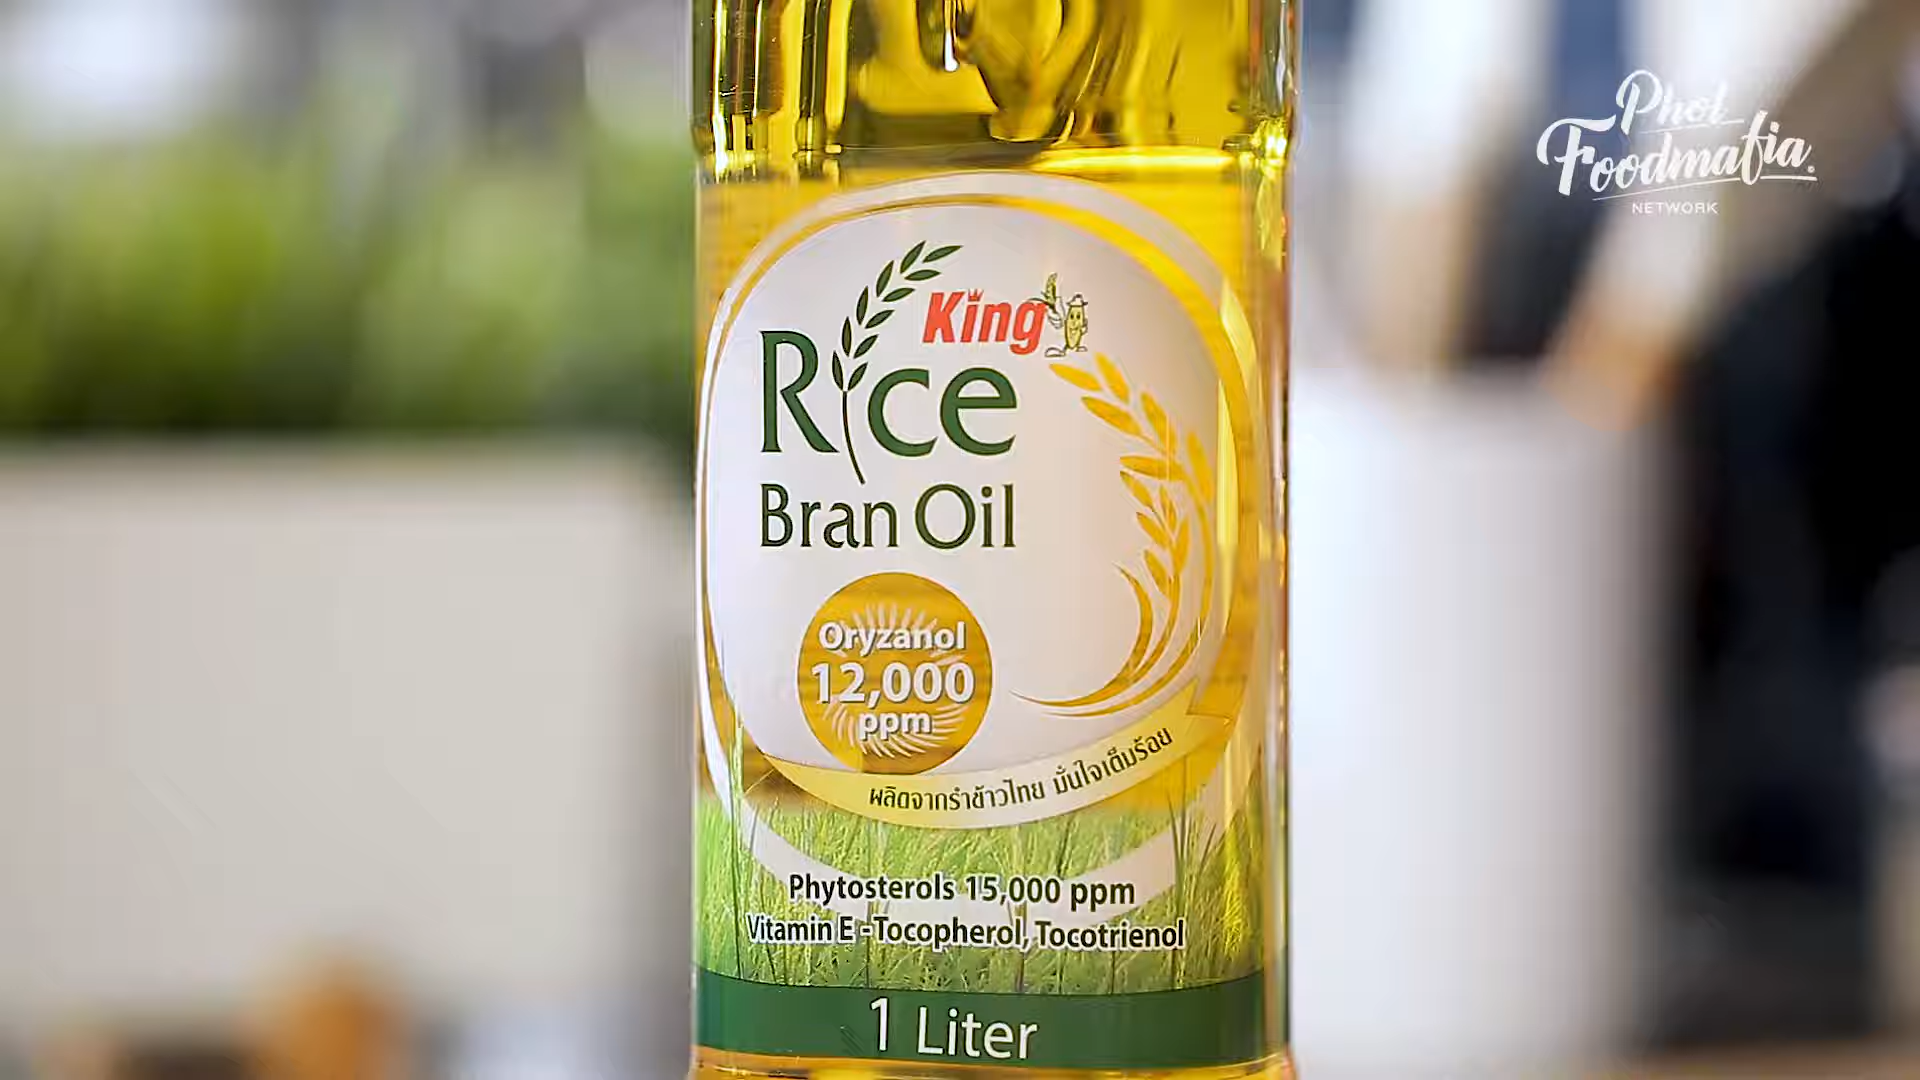 Phol
Foodmafia
NETWORK
King
Rice
Bran Oil
Oryzanol
12,000
ppm
ผลิตจากรำข้าวไทย มั่นใจเต็มร้อย
Phytosterols 15,000 ppm
Vitamin E - Tocopherol, Tocotrienol
1 Liter